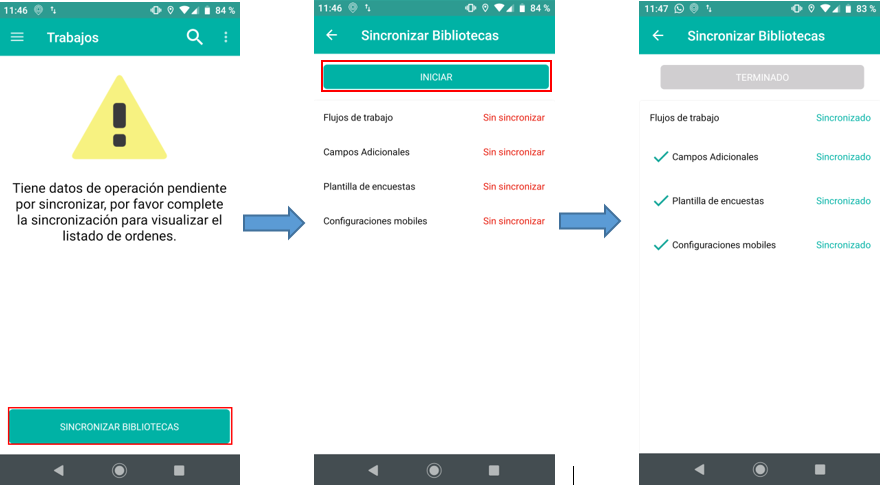 11:46
84 %
Trabajos
Tiene datos de operación pendiente
por sincronizar, por favor complete
la sincronización para visualizar el
listado de ordenes.
SINCRONIZAR BIBLIOTECAS
11:46
84 %
Sincronizar Bibliotecas
INICIAR
Flujos de trabajo Sin sincronizar
Campos Adicionales Sin sincronizar
Plantilla de encuestas Sin sincronizar
Configuraciones mobiles Sin sincronizar
11:47
83 %
Sincronizar Bibliotecas
TERMINADO
Flujos de trabajo Sincronizado
Campos Adicionales Sincronizado
Plantilla de encuestas Sincronizado
Configuraciones mobiles Sincronizado